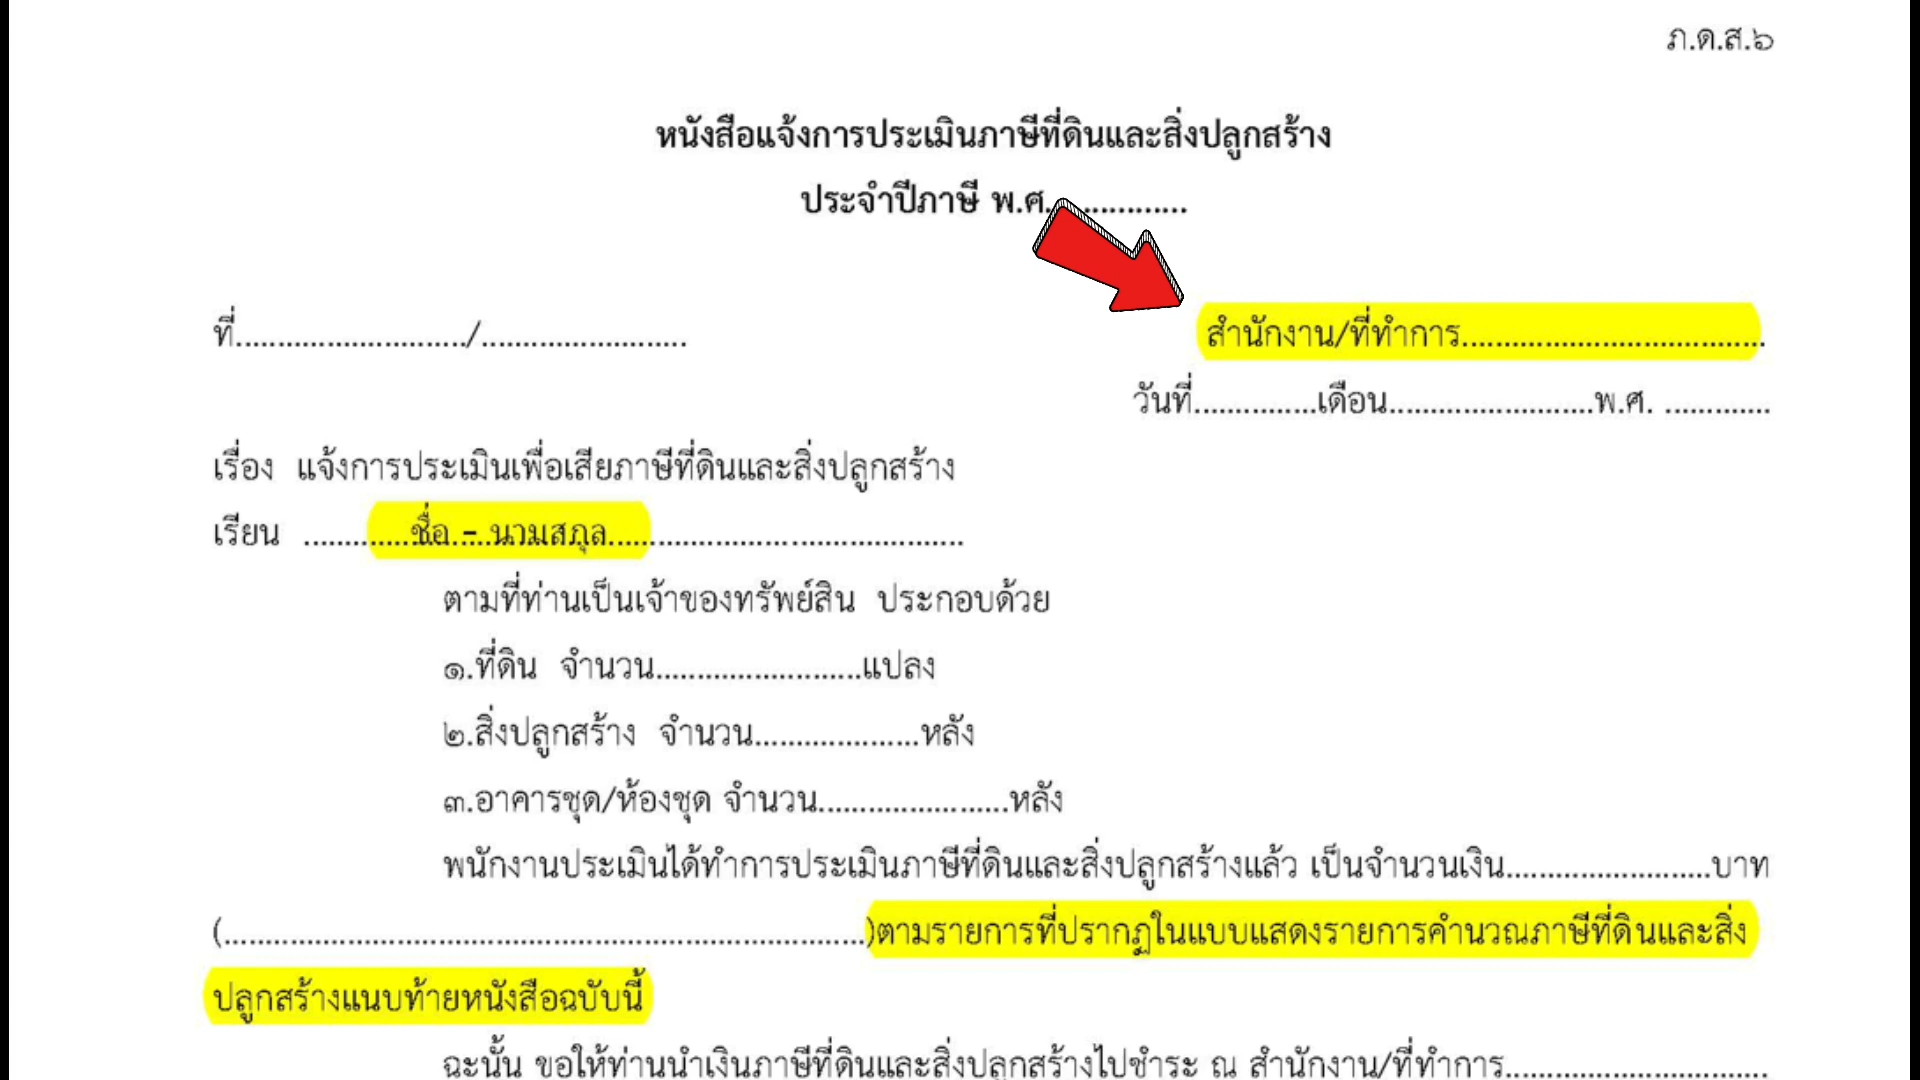 ภ.ด.ส.๖
หนังสือแจ้งการประเมินภาษีที่ดินและสิ่งปลูกสร้าง
ประจำปีภาษี พ.ศ...............
ที่............................/.........................
สำนักงาน/ที่ทำการ.....................................
วันที่...............เดือน.........................พ.ศ. .............
เรื่อง แจ้งการประเมินเพื่อเสียภาษีที่ดินและสิ่งปลูกสร้าง
เรียน .............ชื่อ - นามสกุล...........................................
ตามที่ท่านเป็นเจ้าของทรัพย์สิน ประกอบด้วย
๑.ที่ดิน จำนวน.........................แปลง
๒.สิ่งปลูกสร้าง จำนวน....................หลัง
๓.อาคารชุด/ห้องชุด จำนวน.......................หลัง
พนักงานประเมินได้ทำการประเมินภาษีที่ดินและสิ่งปลูกสร้างแล้ว เป็นจำนวนเงิน.........................บาท
(..............................................................................)ตามรายการที่ปรากฏในแบบแสดงรายการคำนวณภาษีที่ดินและสิ่ง
ปลูกสร้างแนบท้ายหนังสือฉบับนี้
ฉะนั้น ขอให้ท่านนำเงินภาษีที่ดินและสิ่งปลูกสร้างไปชำระ ณ สำนักงาน/ที่ทำการ................................